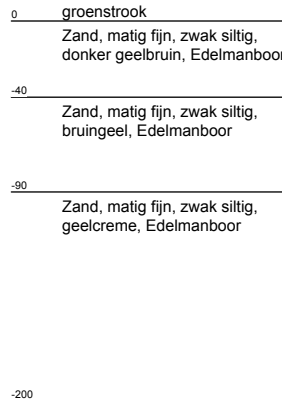 0 groenstrook
Zand, matig fijn, zwak siltig,
donker geelbruin, Edelmanboor
-40
Zand, matig fijn, zwak siltig,
bruingeel, Edelmanboor
-90
Zand, matig fijn, zwak siltig,
geelcreme, Edelmanboor
-200